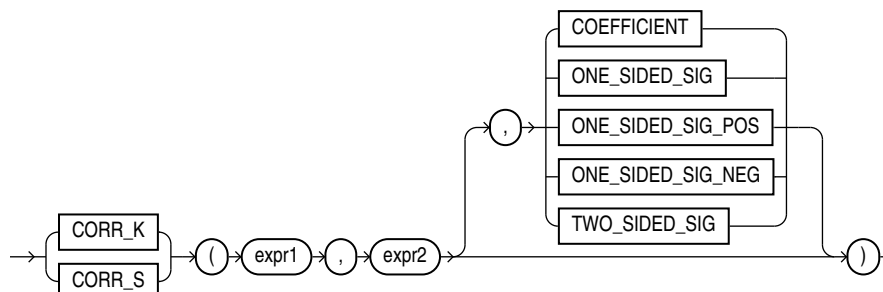 COEFFICIENT
ONE_SIDED_SIG
, ONE_SIDED_SIG_POS
ONE_SIDED_SIG_NEG
TWO_SIDED_SIG
CORR_K
CORR_S
( expr1 , expr2 )